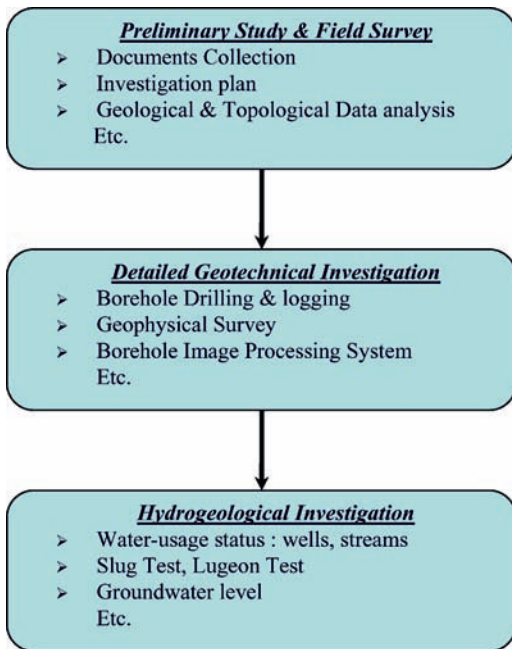 Preliminary Study & Field Survey
➢ Documents Collection
➢ Investigation plan
➢ Geological & Topological Data analysis
Etc.
Detailed Geotechnical Investigation
➢ Borehole Drilling & logging
➢ Geophysical Survey
➢ Borehole Image Processing System
Etc.
Hydrogeological Investigation
➢ Water-usage status : wells, streams
➢ Slug Test, Lugeon Test
➢ Groundwater level
Etc.